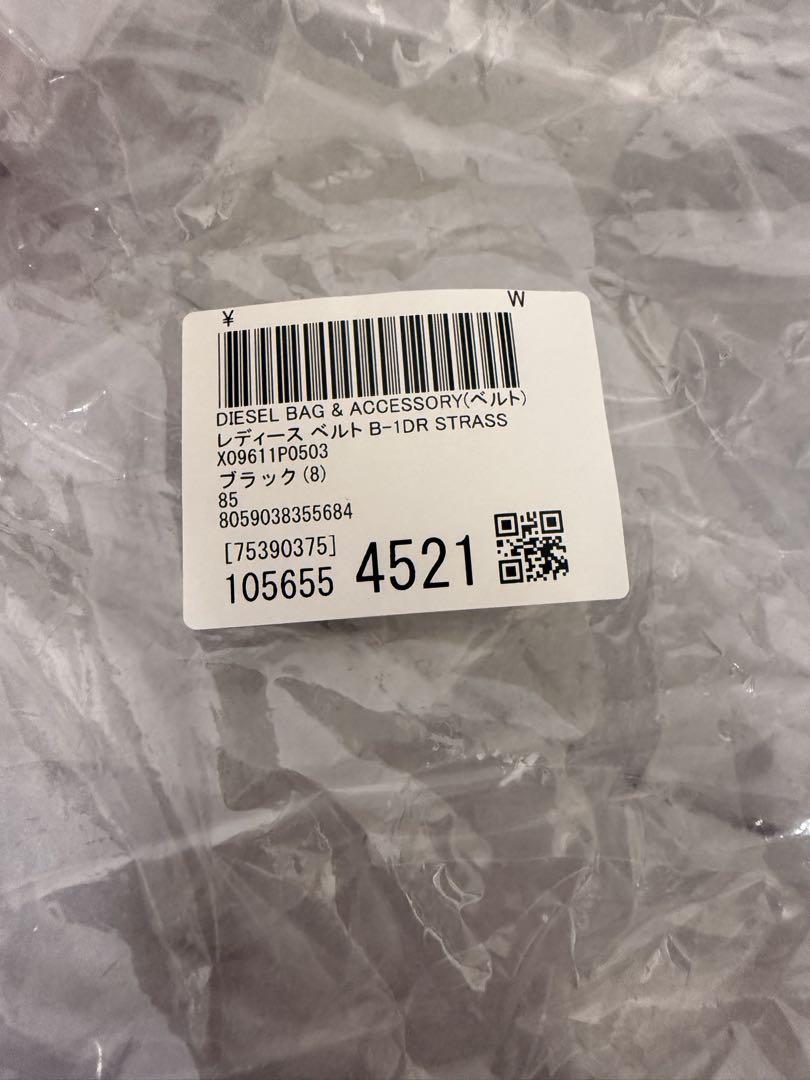 ¥ W
DIESEL BAG & ACCESSORY(ベルト)
レディース ベルト B-1DR STRASS
X09611P0503
ブラック(8)
85
8059038355684
[75390375]
105655 4521